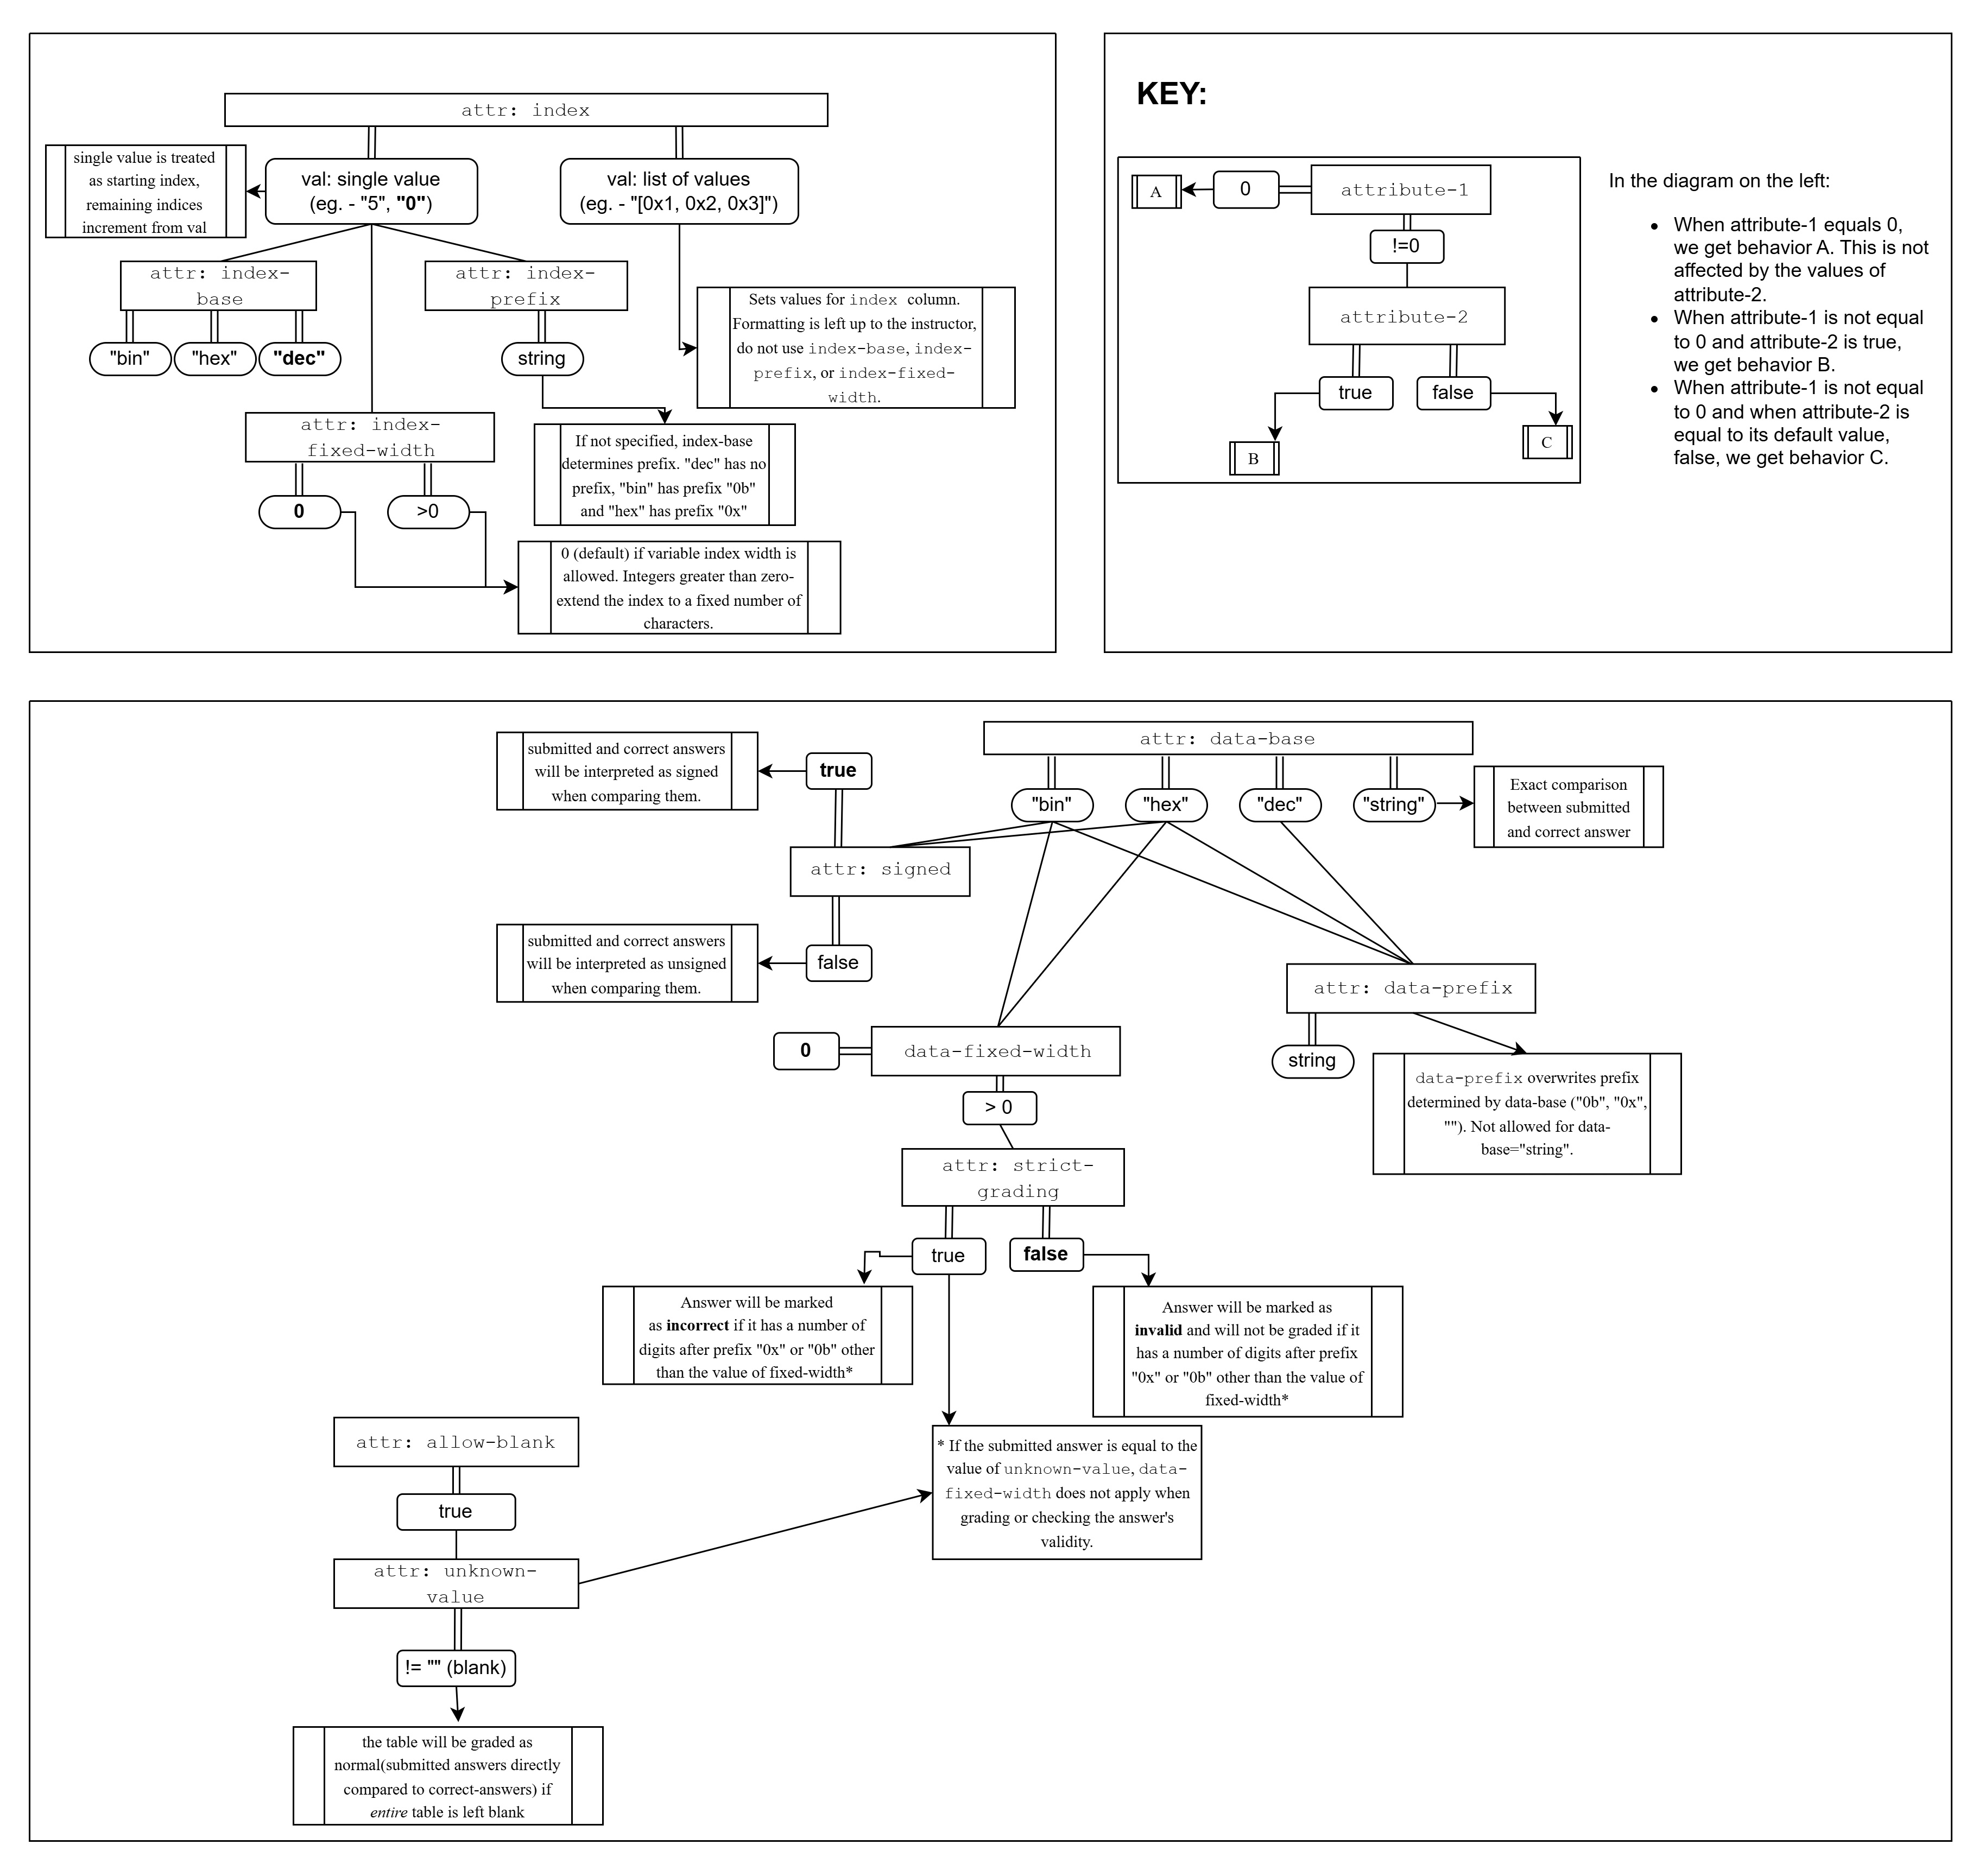 attr: index
single value is treated
as starting index,
remaining indices
increment from val
val: single value
(eg. - "5", "0")
val: list of values
(eg. - "[0x1, 0x2, 0x3]")
attr: index-
base
attr: index-
prefix
"bin"
"hex"
"dec"
string
Sets values for index column.
Formatting is left up to the instructor,
do not use index-base, index-
prefix, or index-fixed-
width.
attr: index-
fixed-width
0
>0
If not specified, index-base
determines prefix. "dec" has no
prefix, "bin" has prefix "0b"
and "hex" has prefix "0x"
0 (default) if variable index width is
allowed. Integers greater than zero-
extend the index to a fixed number of
characters.
KEY:
A
0
attribute-1
!=0
attribute-2
true
false
B
C
In the diagram on the left:
• When attribute-1 equals 0,
we get behavior A. This is not
affected by the values of
attribute-2.
• When attribute-1 is not equal
to 0 and attribute-2 is true,
we get behavior B.
• When attribute-1 is not equal
to 0 and when attribute-2 is
equal to its default value,
false, we get behavior C.
attr: data-base
"bin"
"hex"
"dec"
"string"
Exact comparison
between submitted
and correct answer
submitted and correct answers
will be interpreted as signed
when comparing them.
true
attr: signed
submitted and correct answers
will be interpreted as unsigned
when comparing them.
false
attr: data-prefix
string
data-prefix overwrites prefix
determined by data-base ("0b", "0x",
""). Not allowed for data-
base="string".
0
data-fixed-width
> 0
attr: strict-
grading
true
false
Answer will be marked
as incorrect if it has a number of
digits after prefix "0x" or "0b" other
than the value of fixed-width*
Answer will be marked as
invalid and will not be graded if it
has a number of digits after prefix
"0x" or "0b" other than the value of
fixed-width*
* If the submitted answer is equal to the
value of unknown-value, data-
fixed-width does not apply when
grading or checking the answer's
validity.
attr: allow-blank
true
attr: unknown-
value
!= "" (blank)
the table will be graded as
normal(submitted answers directly
compared to correct-answers) if
entire table is left blank